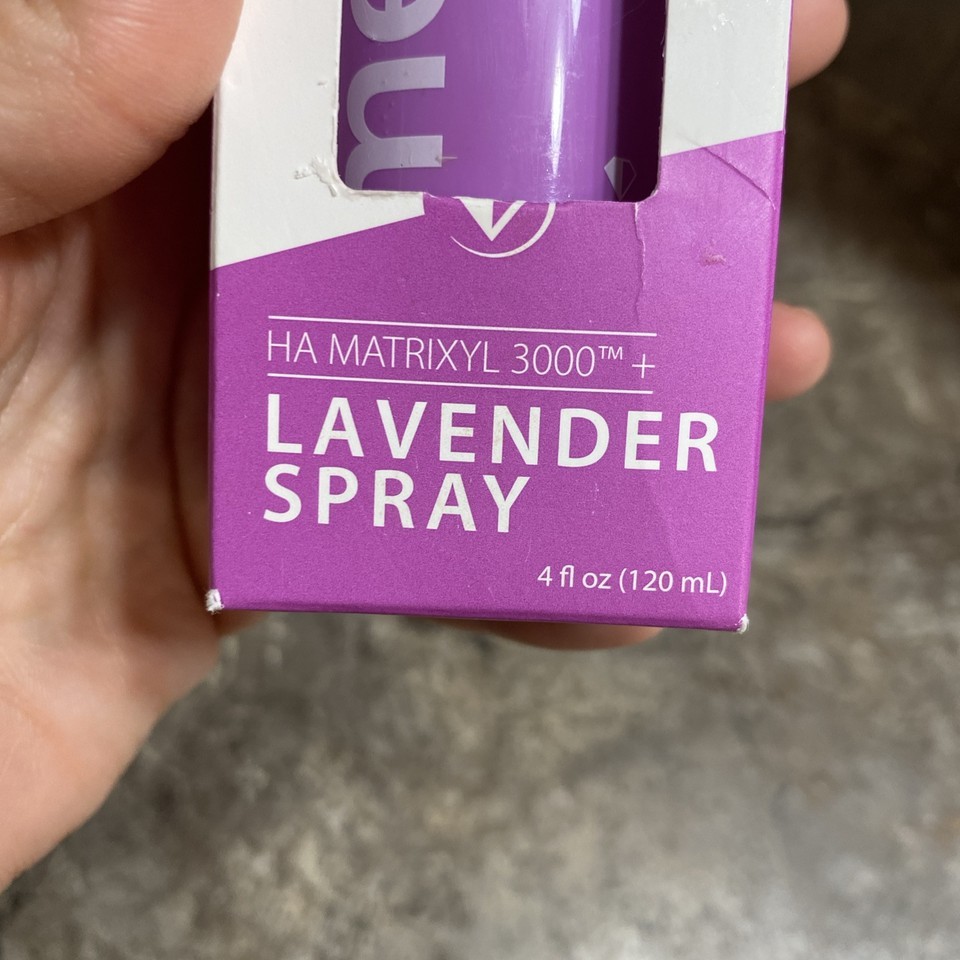 HA MATRIXYL 3000™ +
LAVENDER
SPRAY
4 fl oz (120 mL)